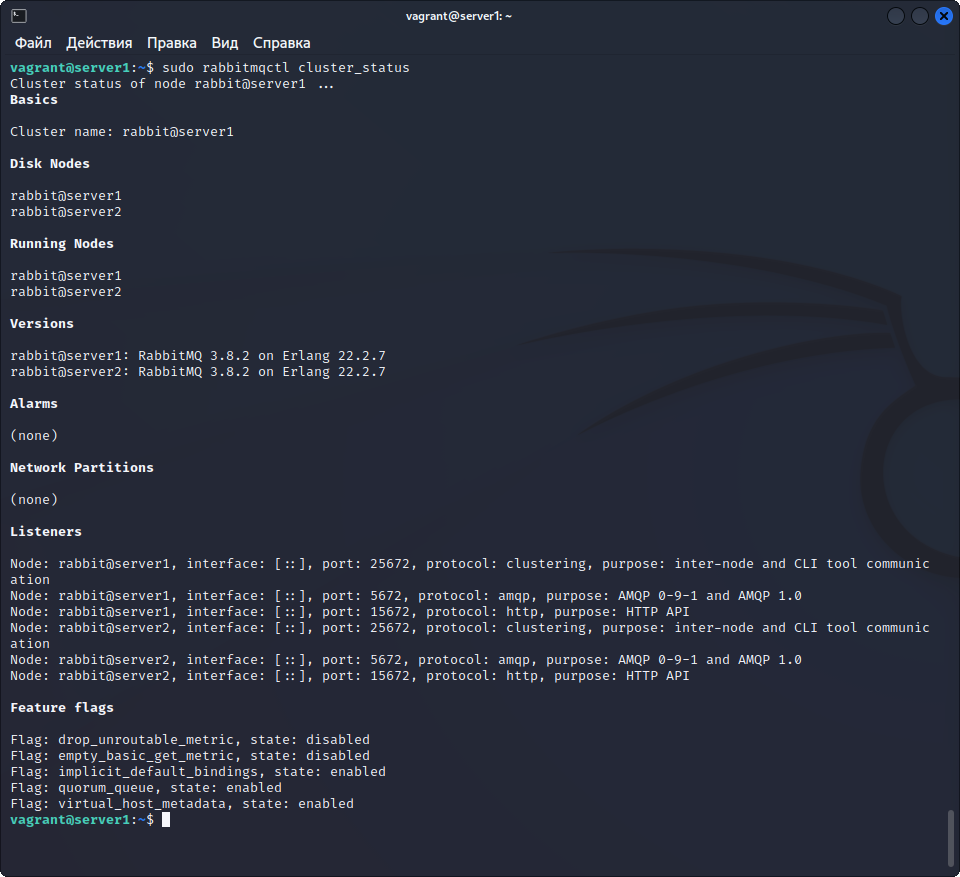 vagrant@server1: ~
Файл Действия Правка Вид Справка
vagrant@server1:~$ sudo rabbitmqctl cluster_status
Cluster status of node rabbit@server1 ...
Basics
Cluster name: rabbit@server1
Disk Nodes
rabbit@server1
rabbit@server2
Running Nodes
rabbit@server1
rabbit@server2
Versions
rabbit@server1: RabbitMQ 3.8.2 on Erlang 22.2.7
rabbit@server2: RabbitMQ 3.8.2 on Erlang 22.2.7
Alarms
(none)
Network Partitions
(none)
Listeners
Node: rabbit@server1, interface: [::], port: 25672, protocol: clustering, purpose: inter-node and CLI tool communic
ation
Node: rabbit@server1, interface: [::], port: 5672, protocol: amqp, purpose: AMQP 0-9-1 and AMQP 1.0
Node: rabbit@server1, interface: [::], port: 15672, protocol: http, purpose: HTTP API
Node: rabbit@server2, interface: [::], port: 25672, protocol: clustering, purpose: inter-node and CLI tool communic
ation
Node: rabbit@server2, interface: [::], port: 5672, protocol: amqp, purpose: AMQP 0-9-1 and AMQP 1.0
Node: rabbit@server2, interface: [::], port: 15672, protocol: http, purpose: HTTP API
Feature flags
Flag: drop_unroutable_metric, state: disabled
Flag: empty_basic_get_metric, state: disabled
Flag: implicit_default_bindings, state: enabled
Flag: quorum_queue, state: enabled
Flag: virtual_host_metadata, state: enabled
vagrant@server1:~$